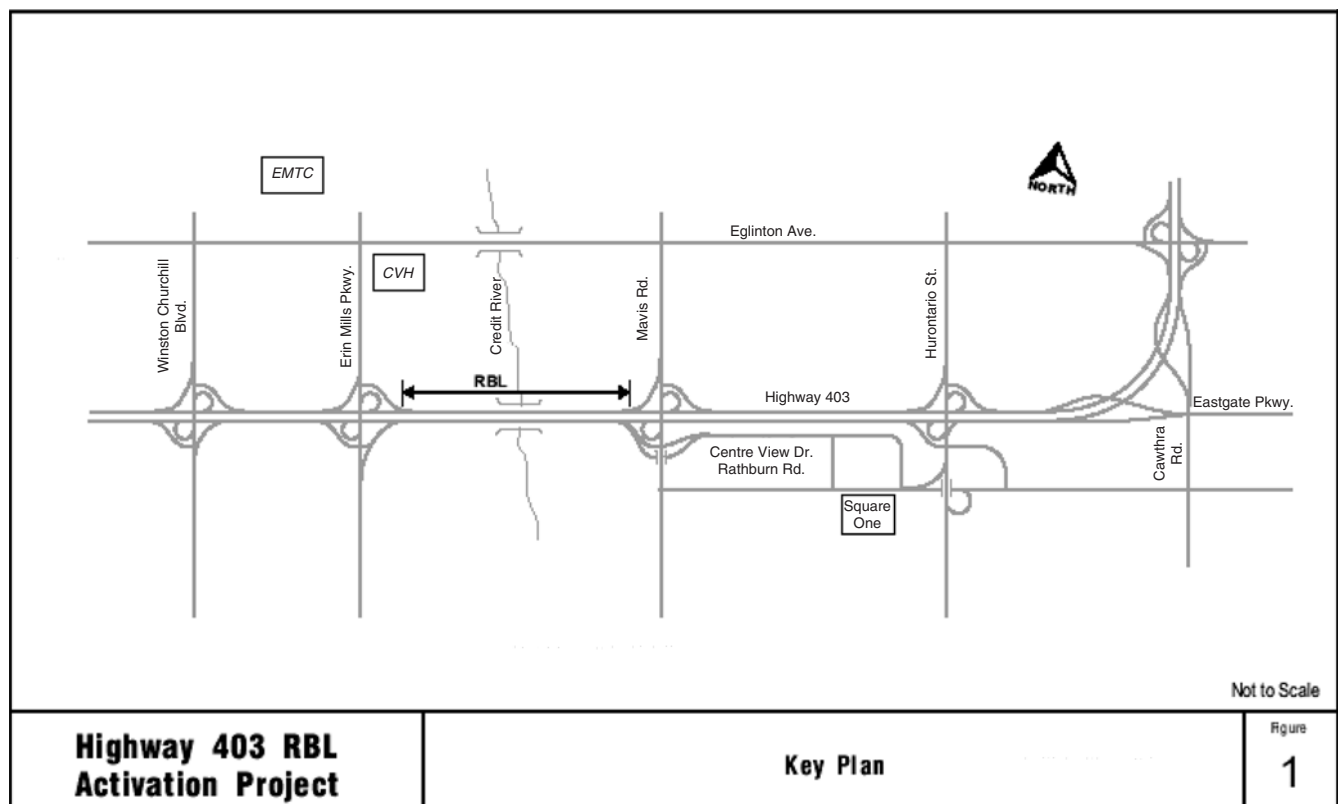 EMTC
NORTH
Eglinton Ave.
CVH
Winston Churchill
Blvd.
Erin Mills Pkwy.
Credit River
Mavis Rd.
Hurontario St.
RBL
Highway 403
Eastgate Pkwy.
Centre View Dr.
Rathburn Rd.
Cawthra
Rd.
Square
One
Not to Scale
Highway 403 RBL
Activation Project
Key Plan
Figure
1